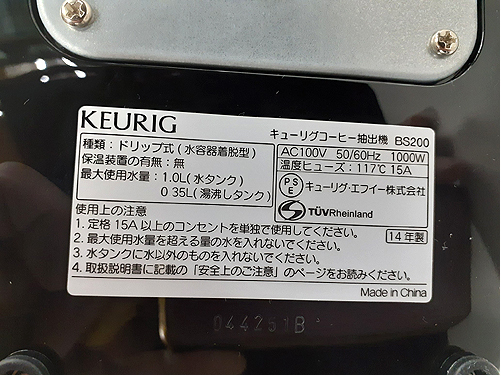 KEURIG
キューリグコーヒー抽出機 BS200
種類：ドリップ式（水容器着脱型）
保温装置の有無：無
最大使用水量：1.0L（水タンク）
0.35L（湯沸しタンク）
AC100V 50/60Hz 1000W
温度ヒューズ：117℃ 15A
PSE キューリグ・エフイー株式会社
TÜVRheinland
使用上の注意
1. 定格 15A 以上のコンセントを単独で使用してください。
2. 最大使用水量を超える量の水を入れないでください。
3. 水タンクに水以外のものを入れないでください。
4. 取扱説明書に記載の「安全上のご注意」のページをお読みください。
14年製
Made in China
044251B